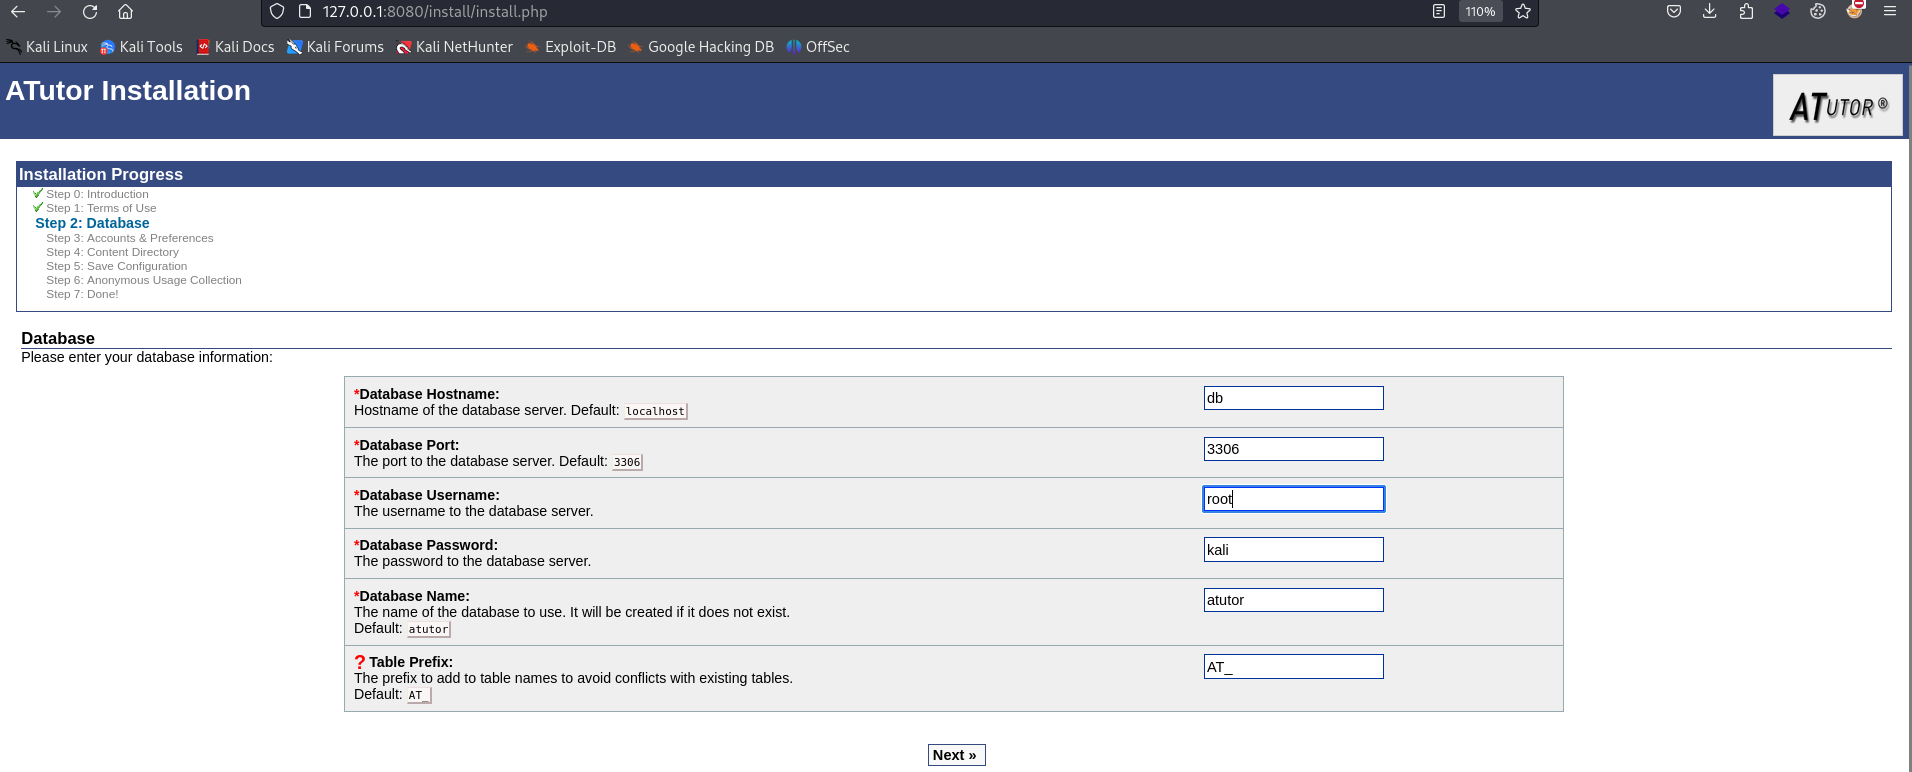 127.0.0.1:8080/install/install.php
110%
Kali Linux Kali Tools Kali Docs Kali Forums Kali NetHunter Exploit-DB Google Hacking DB OffSec
ATutor Installation
ATUTOR®
Installation Progress
Step 0: Introduction
Step 1: Terms of Use
Step 2: Database
Step 3: Accounts & Preferences
Step 4: Content Directory
Step 5: Save Configuration
Step 6: Anonymous Usage Collection
Step 7: Done!
Database
Please enter your database information:
*Database Hostname:
Hostname of the database server. Default: localhost
db
*Database Port:
The port to the database server. Default: 3306
3306
*Database Username:
The username to the database server.
root
*Database Password:
The password to the database server.
kali
*Database Name:
The name of the database to use. It will be created if it does not exist.
Default: atutor
atutor
? Table Prefix:
The prefix to add to table names to avoid conflicts with existing tables.
Default: AT_
AT_
Next »